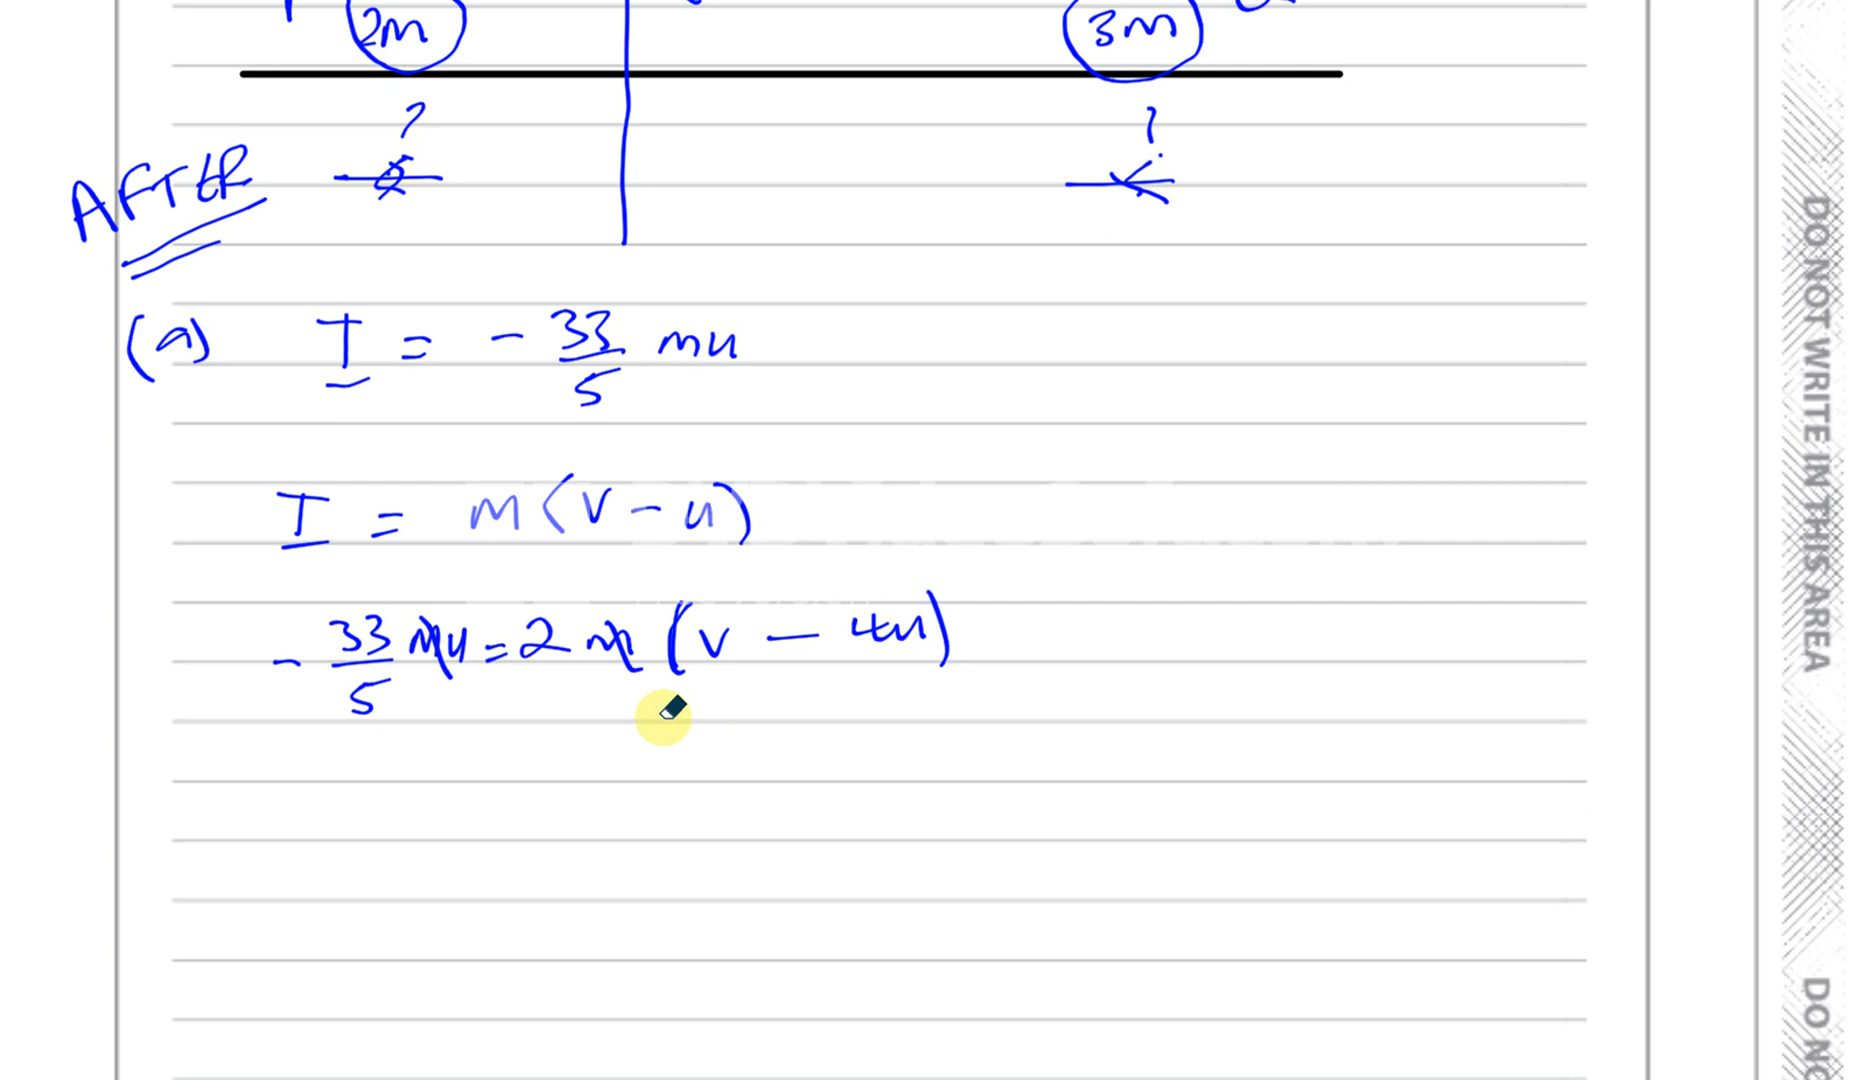 2m 3m
? ?
AFTER
(a) I = - 33/5 mu
I = m(v - u)
- 33/5 mu = 2m(v - 4u)
DO NOT WRITE IN THIS AREA
DO NO